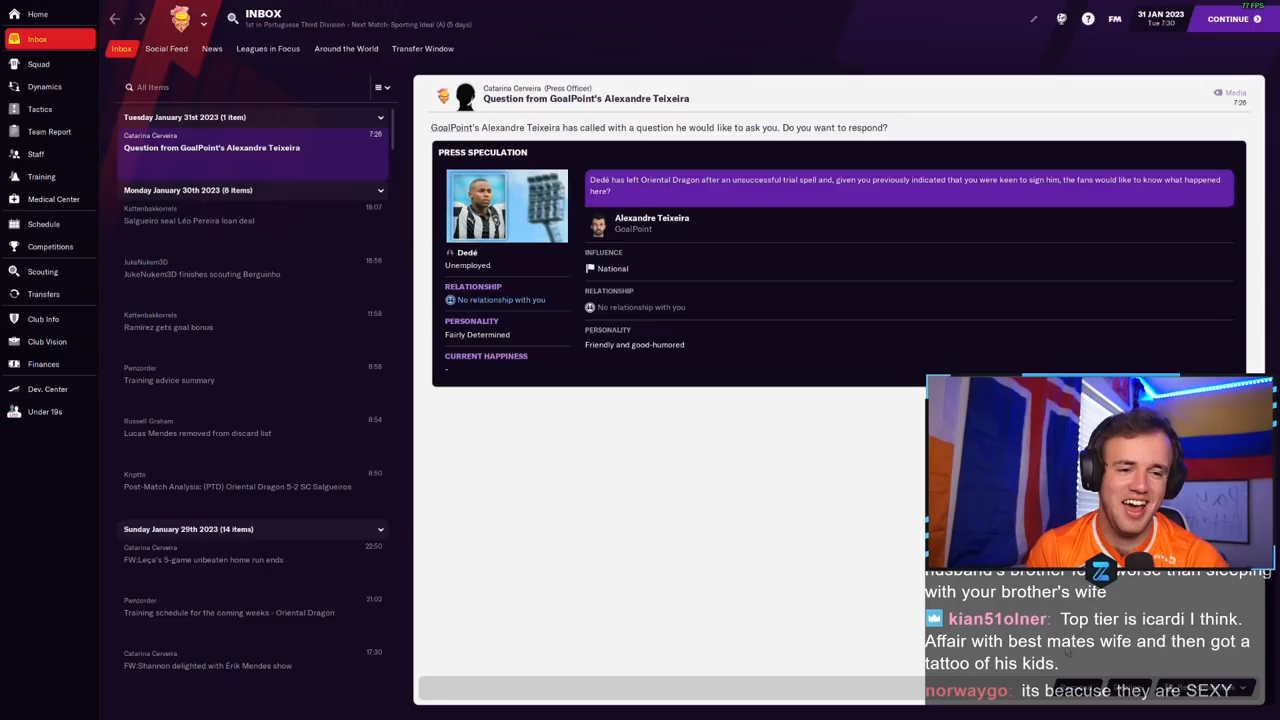 77 FPS
Home
INBOX
1st in Portuguese Third Division - Next Match: Sporting Ideal (A) (5 days)
FM
31 JAN 2023
Tue 7:30
CONTINUE
Inbox
Inbox
Social Feed
News
Leagues in Focus
Around the World
Transfer Window
Squad
Dynamics
Tactics
Team Report
Staff
Training
Medical Center
Schedule
Competitions
Scouting
Transfers
Club Info
Club Vision
Finances
Dev. Center
Under 19s
All Items
Tuesday January 31st 2023 (1 item)
Catarina Cerveira 7:26
Question from GoalPoint's Alexandre Teixeira
Monday January 30th 2023 (6 items)
Kattenbakkorrels 18:07
Salgueiro seal Léo Pereira loan deal
JukeNukem3D 16:56
JukeNukem3D finishes scouting Berguinho
Kattenbakkorrels 11:58
Ramírez gets goal bonus
Pwnzorder 8:58
Training advice summary
Russell Graham 8:54
Lucas Mendes removed from discard list
Kriptto 8:50
Post-Match Analysis: (PTD) Oriental Dragon 5-2 SC Salgueiros
Sunday January 29th 2023 (14 items)
Catarina Cerveira 22:50
FW:Leça's 5-game unbeaten home run ends
Pwnzorder 21:02
Training schedule for the coming weeks - Oriental Dragon
Catarina Cerveira 17:30
FW:Shannon delighted with Érik Mendes show
Catarina Cerveira (Press Officer)
Question from GoalPoint's Alexandre Teixeira
Media
7:26
GoalPoint's Alexandre Teixeira has called with a question he would like to ask you. Do you want to respond?
PRESS SPECULATION
Dedé has left Oriental Dragon after an unsuccessful trial spell and, given you previously indicated that you were keen to sign him, the fans would like to know what happened
here?
Alexandre Teixeira
GoalPoint
INFLUENCE
National
RELATIONSHIP
No relationship with you
PERSONALITY
Friendly and good-humored
Dedé
Unemployed
RELATIONSHIP
No relationship with you
PERSONALITY
Fairly Determined
CURRENT HAPPINESS
-
husband's brother worse than sleeping
with your brother's wife
kian51olner: Top tier is icardi I think.
Affair with best mates wife and then got a
tattoo of his kids.
norwaygo: its beacuse they are SEXY